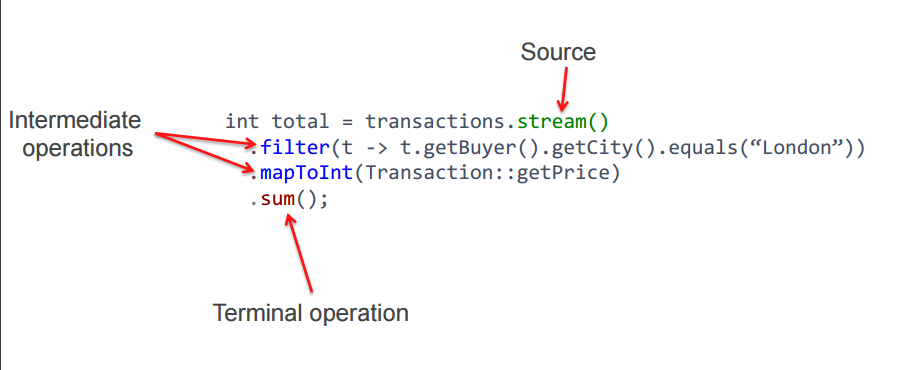 Source
Intermediate
operations
int total = transactions.stream()
.filter(t -> t.getBuyer().getCity().equals(“London”))
.mapToInt(Transaction::getPrice)
.sum();
Terminal operation